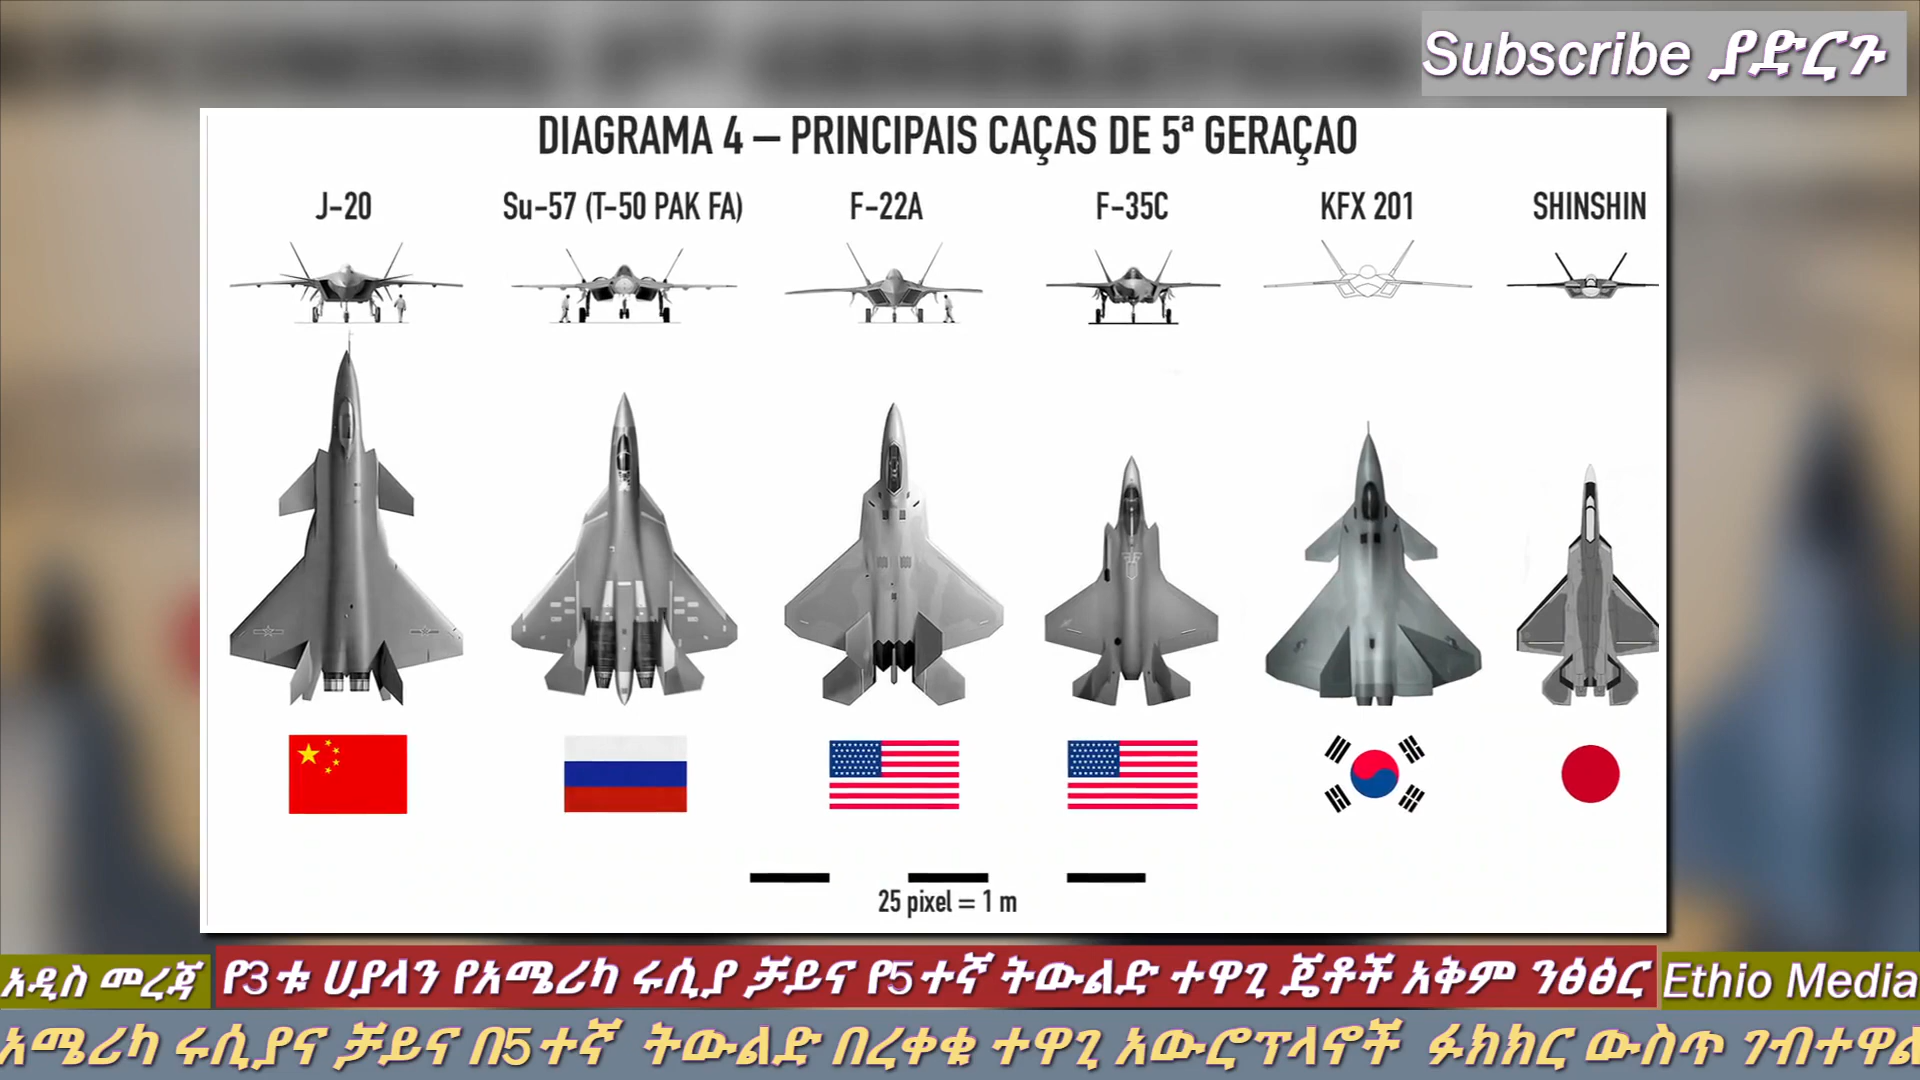 Subscribe ያድርጉ
DIAGRAMA 4 – PRINCIPAIS CAÇAS DE 5ª GERAÇAO
J-20
Su-57 (T-50 PAK FA)
F-22A
F-35C
KFX 201
SHINSHIN
25 pixel = 1 m
አዲስ መረጃ
የ3ቱ ሀያላን የአሜሪካ ሩሲያ ቻይና የ5ተኛ ትውልድ ተዋጊ ጄቶች አቅም ንፅፅር
Ethio Media
አሜሪካ ሩሲያና ቻይና በ5ተኛ ትውልድ በረቀቁ ተዋጊ አውሮፕላኖች ፉክክር ውስጥ ገብተዋል